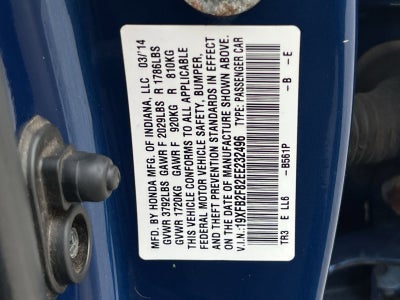 MFD. BY HONDA MFG. OF INDIANA, LLC 03/'14
GVWR 3792LBS GAWR F 2029LBS R 1786LBS
GVWR 1720KG GAWR F 920KG R 810KG
THIS VEHICLE CONFORMS TO ALL APPLICABLE
FEDERAL MOTOR VEHICLE SAFETY, BUMPER,
AND THEFT PREVENTION STANDARDS IN EFFECT
ON THE DATE OF MANUFACTURE SHOWN ABOVE.
V.I.N.:19XFB2F82EE232496 TYPE: PASSENGER CAR
TR3 E LL6 -B561P -B -E